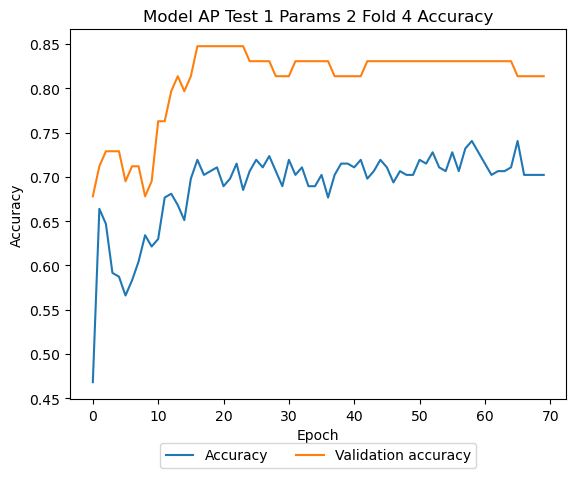 Model AP Test 1 Params 2 Fold 4 Accuracy
0.85
0.80
0.75
0.70
0.65
0.60
0.55
0.50
0.45
Accuracy
0 10 20 30 40 50 60 70
Epoch
Accuracy Validation accuracy